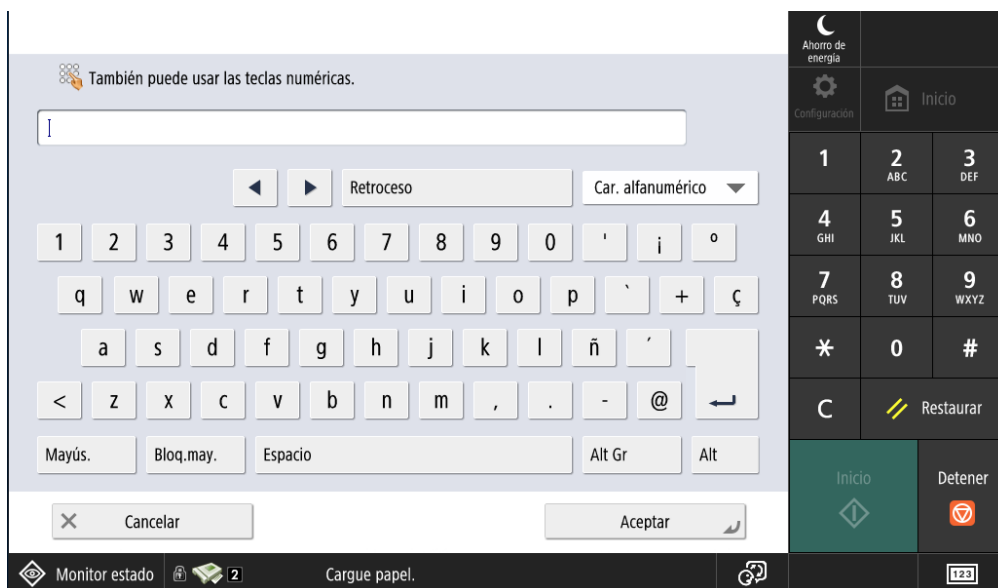 Ahorro de
energía
También puede usar las teclas numéricas.
Configuración
Inicio
Retroceso
Car. alfanumérico
1 2 3 4 5 6 7 8 9 0 ' ¡ º
q w e r t y u i o p ` + ç
a s d f g h j k l ñ ´
< z x c v b n m , . - @
Mayús. Bloq.may. Espacio Alt Gr Alt
Cancelar
Aceptar
1 2 3
ABC DEF
4 5 6
GHI JKL MNO
7 8 9
PQRS TUV WXYZ
* 0 #
C Restaurar
Inicio
Detener
Monitor estado
2
Cargue papel.
123